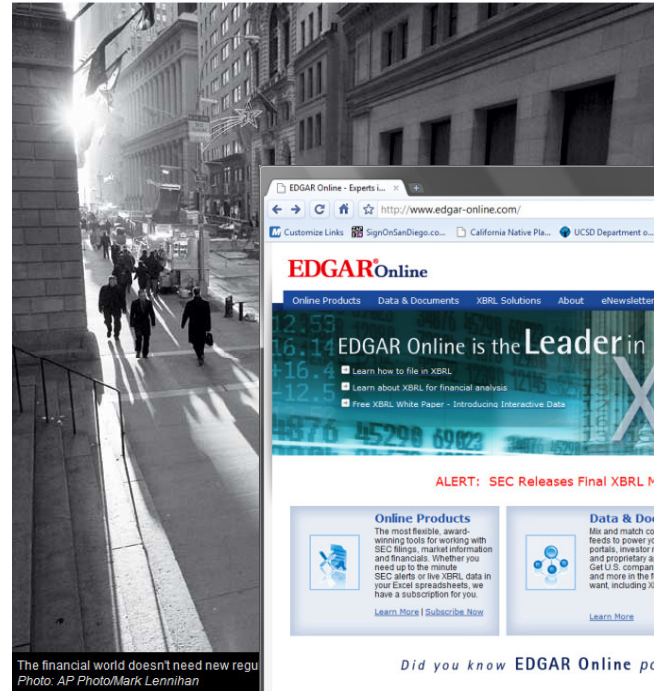 EDGAR Online - Experts i...
http://www.edgar-online.com/
Customize Links
SignOnSanDiego.co...
California Native Pla...
UCSD Department o...
EDGAR® Online
Online Products
Data & Documents
XBRL Solutions
About
eNewsletter
EDGAR Online is the Leader in
Learn how to file in XBRL
Learn about XBRL for financial analysis
Free XBRL White Paper - Introducing Interactive Data
ALERT: SEC Releases Final XBRL M
Online Products
The most flexible, award-
winning tools for working with
SEC filings, market information
and financials. Whether you
need up to the minute
SEC alerts or live XBRL data in
your Excel spreadsheets, we
have a subscription for you.
Learn More | Subscribe Now
Data & Doc
Mix and match co
feeds to power yo
portals, investor r
and proprietary a
Get U.S. compan
and more in the f
want, including X
Learn More
Did you know EDGAR Online po
The financial world doesn't need new regu
Photo: AP Photo/Mark Lennihan